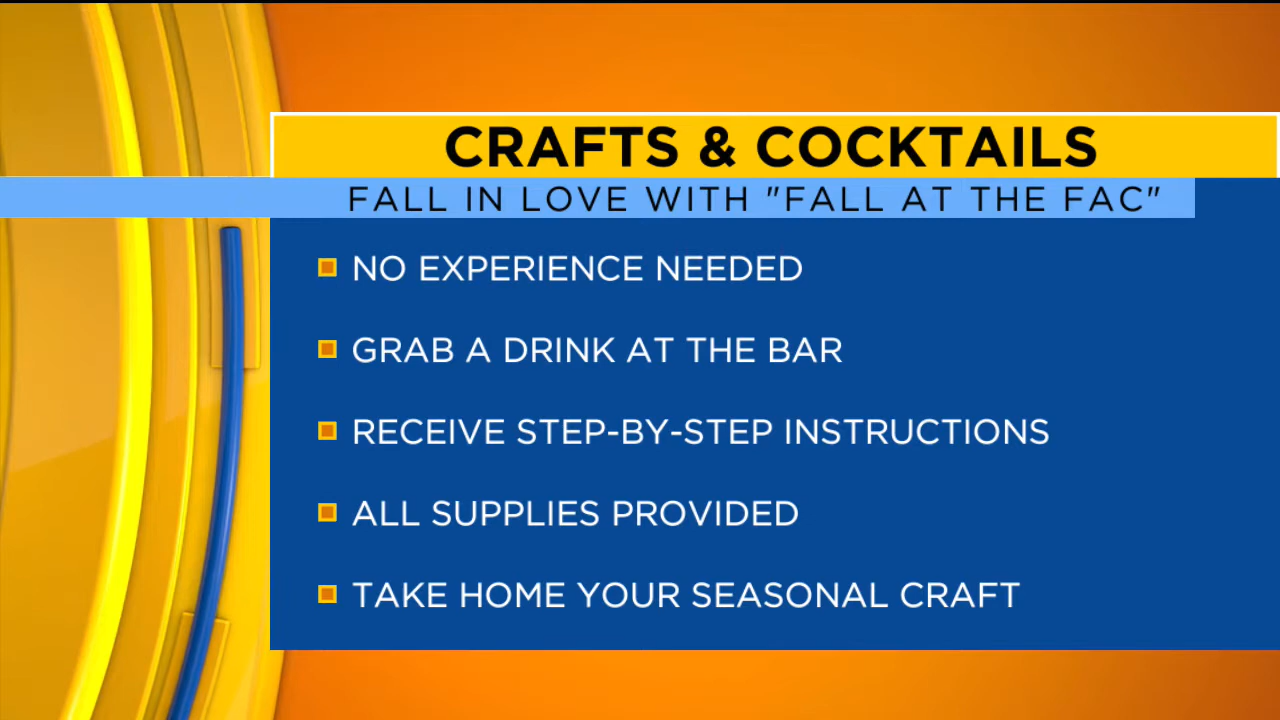 CRAFTS & COCKTAILS
FALL IN LOVE WITH "FALL AT THE FAC"
NO EXPERIENCE NEEDED
GRAB A DRINK AT THE BAR
RECEIVE STEP-BY-STEP INSTRUCTIONS
ALL SUPPLIES PROVIDED
TAKE HOME YOUR SEASONAL CRAFT